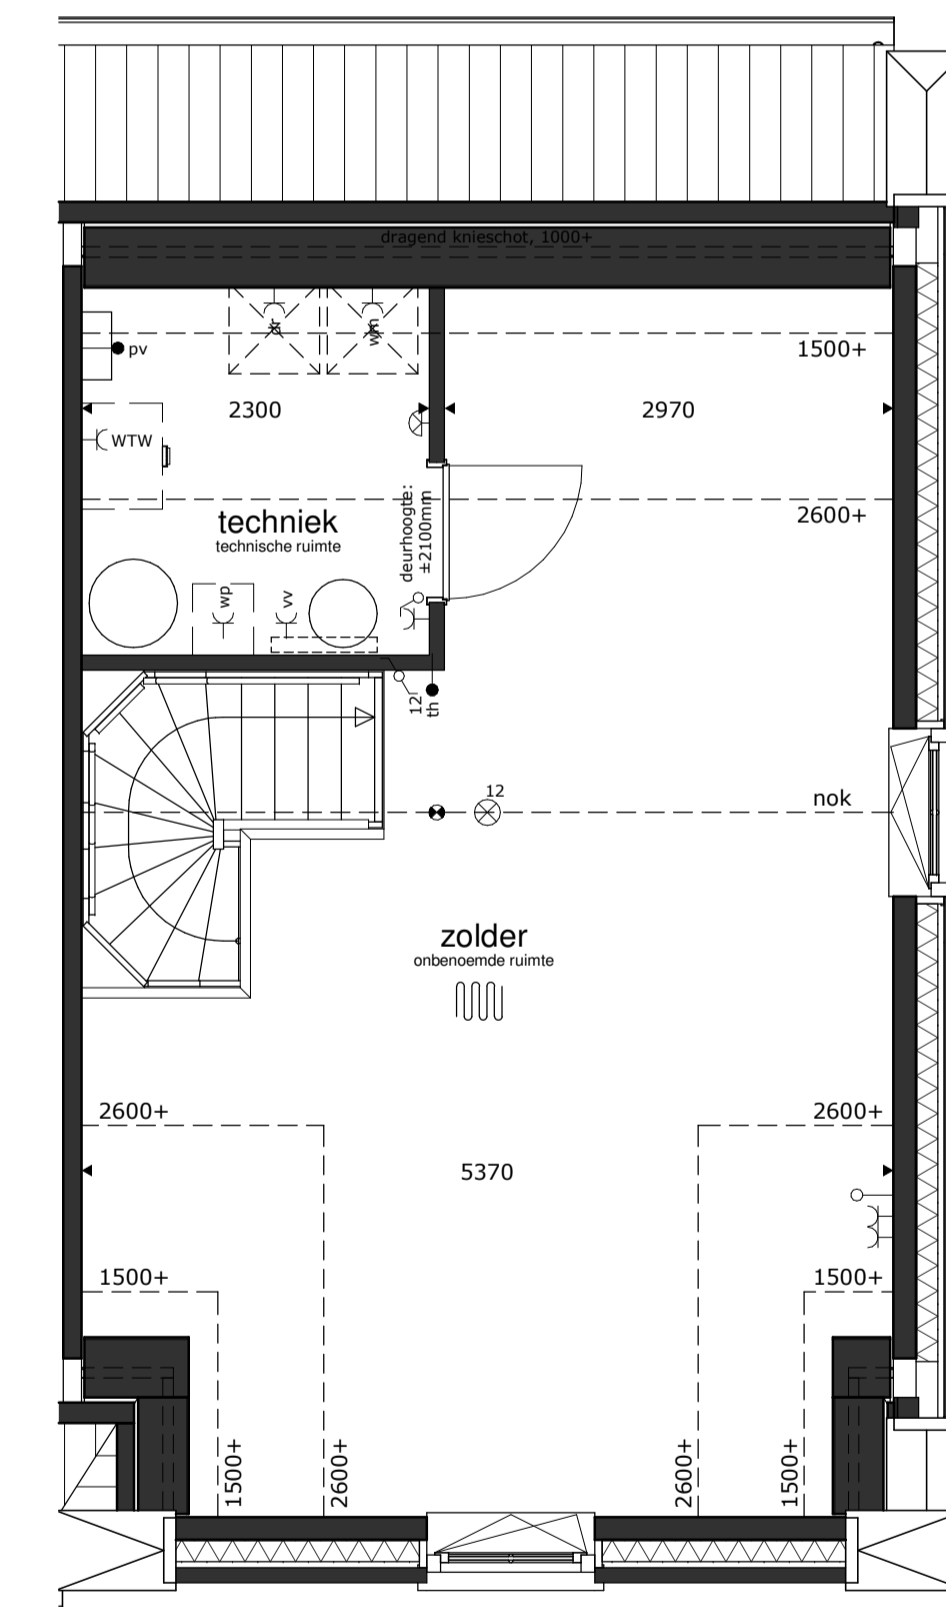 dragend knieschot, 1000+
dr
wm
pv
1500+
2300
2970
WTW
2600+
techniek
technische ruimte
deurhoogte:
±2100mm
wp
vv
12
th
12
nok
zolder
onbenoemde ruimte
2600+
2600+
5370
1500+
1500+
1500+
2600+
2600+
1500+